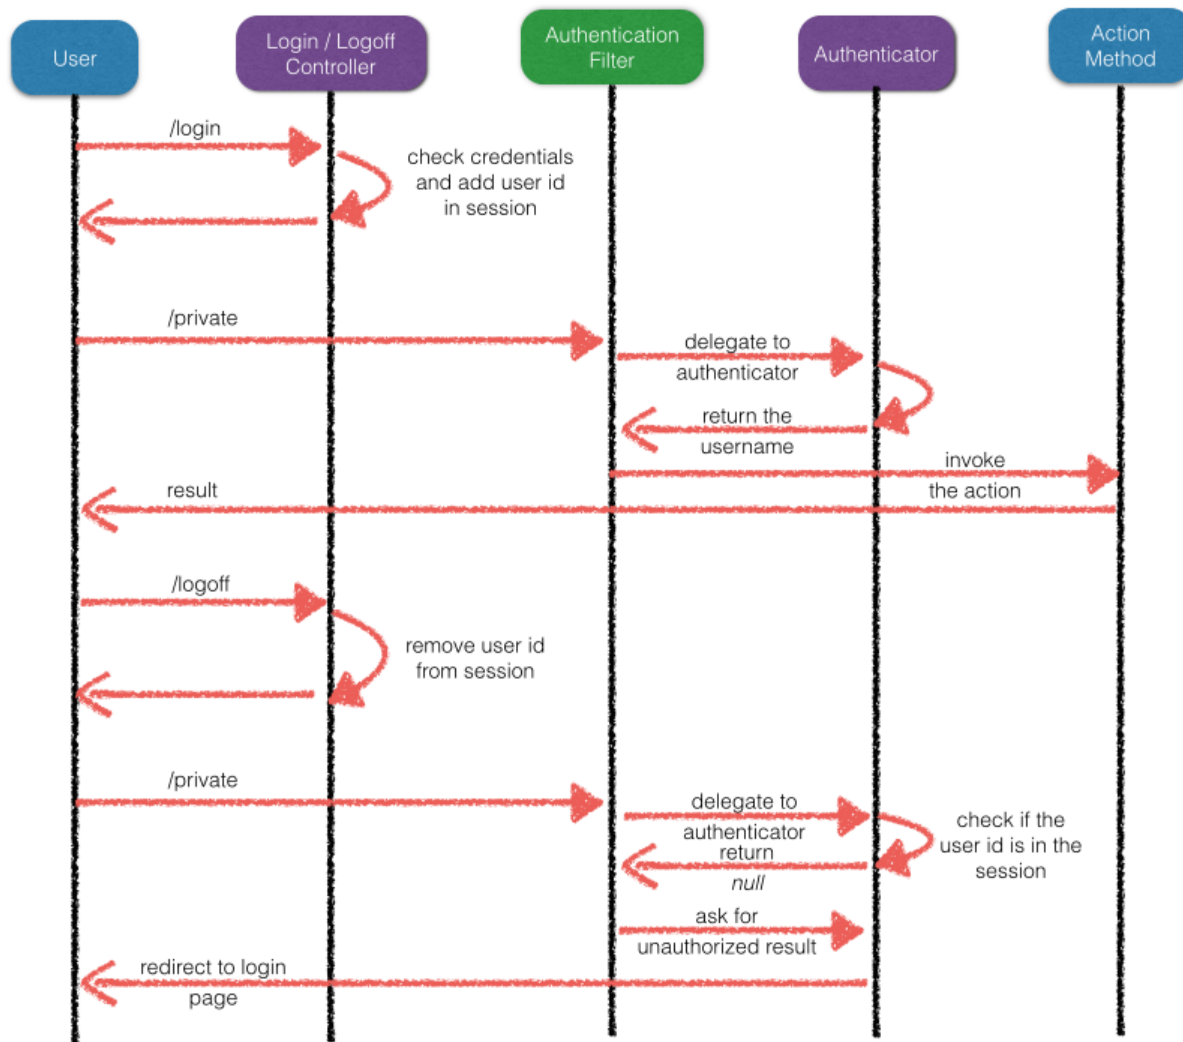 User
Login / Logoff
Controller
Authentication
Filter
Authenticator
Action
Method
/login
check credentials
and add user id
in session
/private
delegate to
authenticator
return the
username
invoke
the action
result
/logoff
remove user id
from session
/private
delegate to
authenticator
return
null
check if the
user id is in the
session
ask for
unauthorized result
redirect to login
page